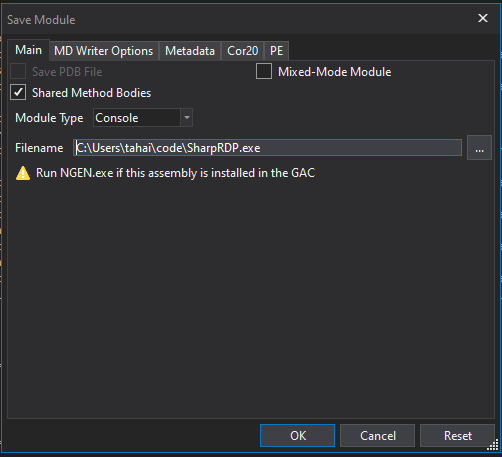 Save Module
Main MD Writer Options Metadata Cor20 PE
Save PDB File Mixed-Mode Module
Shared Method Bodies
Module Type Console
Filename C:\Users\tahai\code\SharpRDP.exe ...
Run NGEN.exe if this assembly is installed in the GAC
OK Cancel Reset